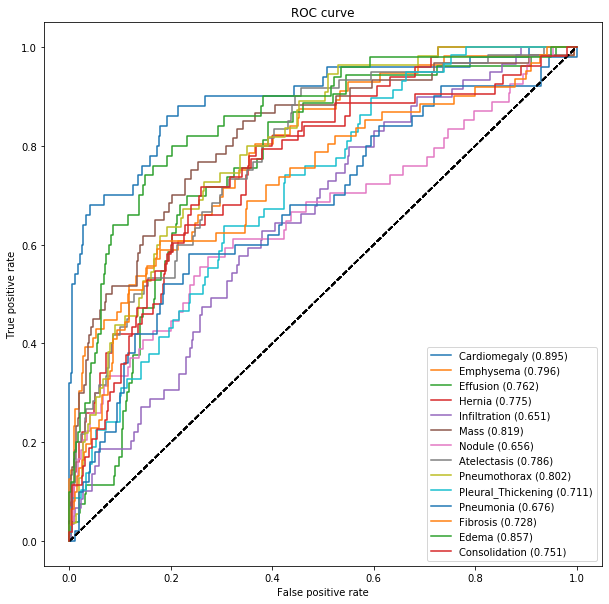 ROC curve
True positive rate
1.0
0.8
0.6
0.4
0.2
0.0
Cardiomegaly (0.895)
Emphysema (0.796)
Effusion (0.762)
Hernia (0.775)
Infiltration (0.651)
Mass (0.819)
Nodule (0.656)
Atelectasis (0.786)
Pneumothorax (0.802)
Pleural_Thickening (0.711)
Pneumonia (0.676)
Fibrosis (0.728)
Edema (0.857)
Consolidation (0.751)
0.0 0.2 0.4 0.6 0.8 1.0
False positive rate